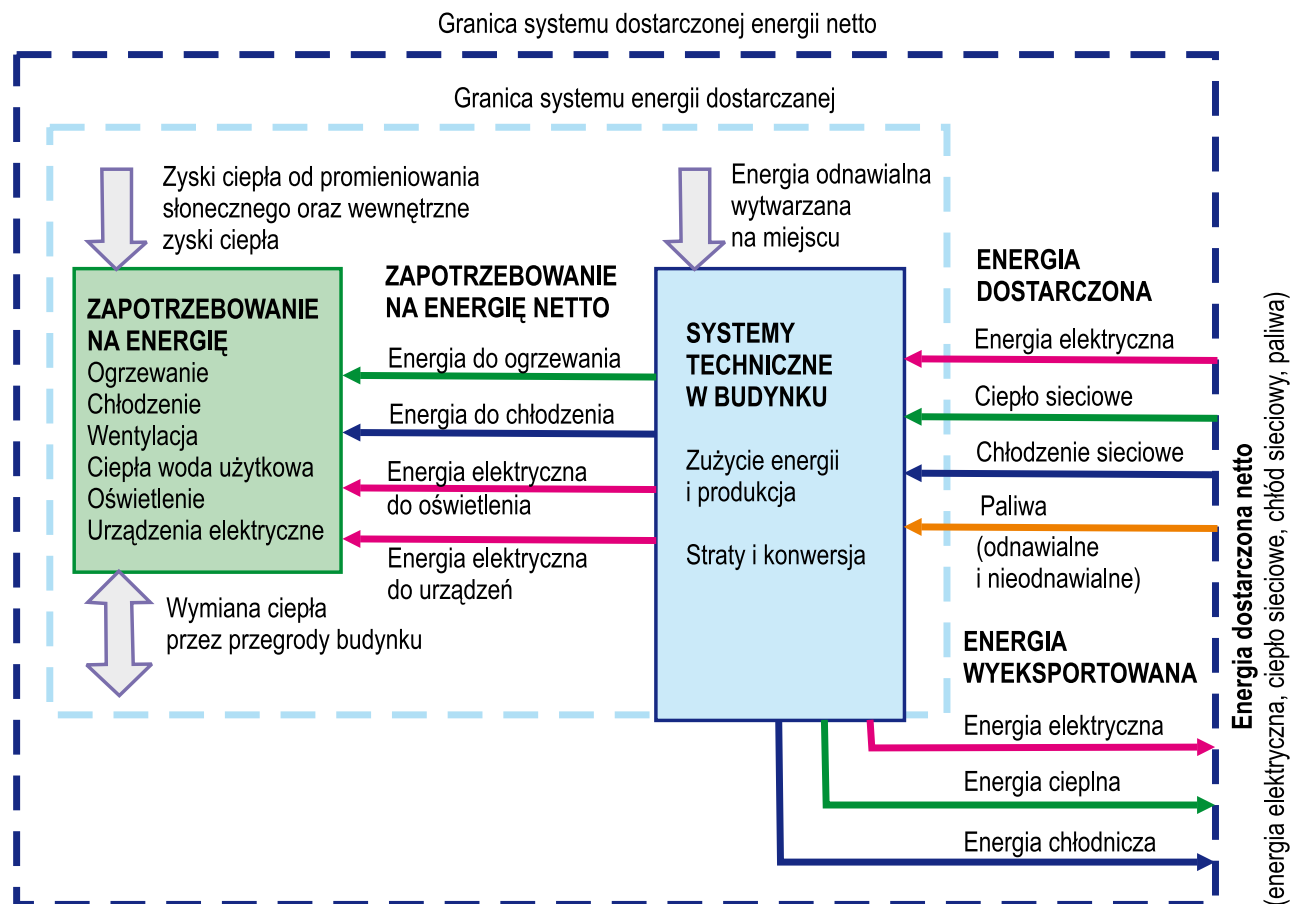 Granica systemu dostarczonej energii netto
Granica systemu energii dostarczanej
Zyski ciepła od promieniowania
słonecznego oraz wewnętrzne
zyski ciepła
Energia odnawialna
wytwarzana
na miejscu
ZAPOTRZEBOWANIE
NA ENERGIĘ
Ogrzewanie
Chłodzenie
Wentylacja
Ciepła woda użytkowa
Oświetlenie
Urządzenia elektryczne
ZAPOTRZEBOWANIE
NA ENERGIĘ NETTO
Energia do ogrzewania
Energia do chłodzenia
Energia elektryczna
do oświetlenia
Energia elektryczna
do urządzeń
Wymiana ciepła
przez przegrody budynku
SYSTEMY
TECHNICZNE
W BUDYNKU
Zużycie energii
i produkcja
Straty i konwersja
ENERGIA
DOSTARCZONA
Energia elektryczna
Ciepło sieciowe
Chłodzenie sieciowe
Paliwa
(odnawialne
i nieodnawialne)
ENERGIA
WYEKSPORTOWANA
Energia elektryczna
Energia cieplna
Energia chłodnicza
Energia dostarczona netto
(energia elektryczna, ciepło sieciowe, chłód sieciowy, paliwa)